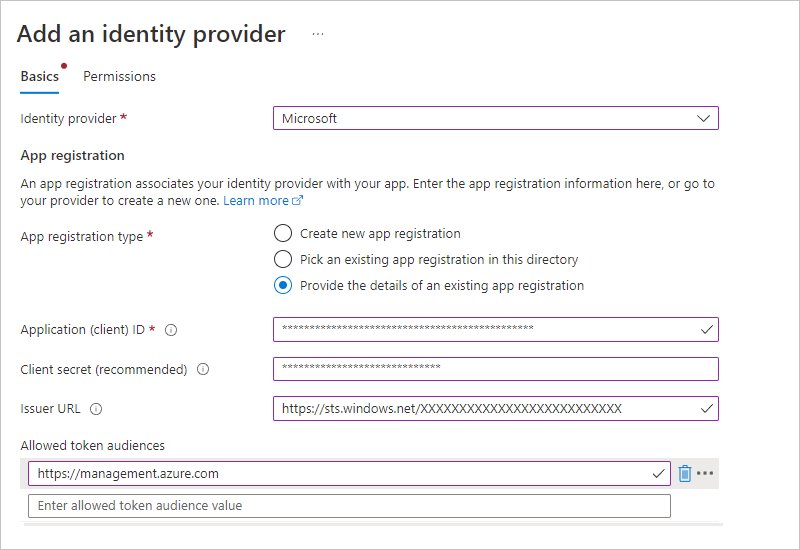 Add an identity provider ...
Basics Permissions
Identity provider * Microsoft
App registration
An app registration associates your identity provider with your app. Enter the app registration information here, or go to
your provider to create a new one. Learn more
App registration type *
Create new app registration
Pick an existing app registration in this directory
Provide the details of an existing app registration
Application (client) ID * **********************************************
Client secret (recommended) *****************************
Issuer URL https://sts.windows.net/XXXXXXXXXXXXXXXXXXXXXXXXXX
Allowed token audiences
https://management.azure.com
Enter allowed token audience value